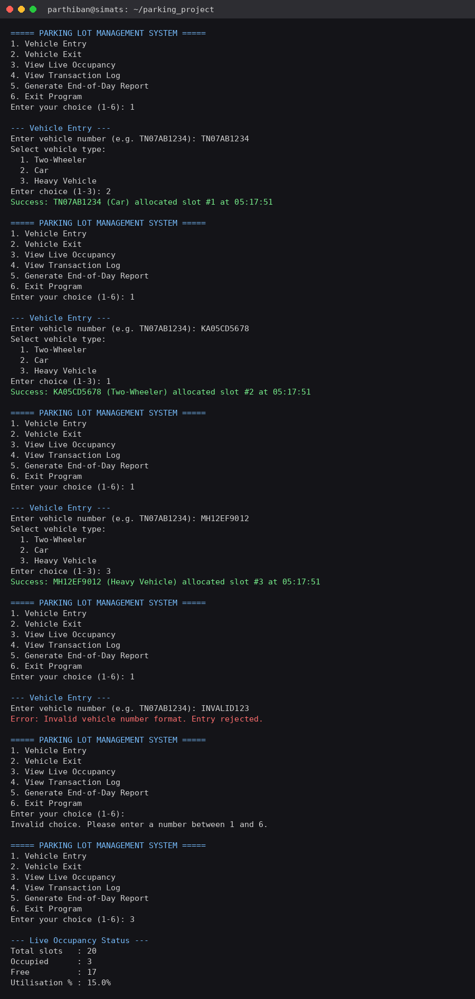 parthiban@simats: ~/parking_project
===== PARKING LOT MANAGEMENT SYSTEM =====
1. Vehicle Entry
2. Vehicle Exit
3. View Live Occupancy
4. View Transaction Log
5. Generate End-of-Day Report
6. Exit Program
Enter your choice (1-6): 1
--- Vehicle Entry ---
Enter vehicle number (e.g. TN07AB1234): TN07AB1234
Select vehicle type:
  1. Two-Wheeler
  2. Car
  3. Heavy Vehicle
Enter choice (1-3): 2
Success: TN07AB1234 (Car) allocated slot #1 at 05:17:51
===== PARKING LOT MANAGEMENT SYSTEM =====
1. Vehicle Entry
2. Vehicle Exit
3. View Live Occupancy
4. View Transaction Log
5. Generate End-of-Day Report
6. Exit Program
Enter your choice (1-6): 1
--- Vehicle Entry ---
Enter vehicle number (e.g. TN07AB1234): KA05CD5678
Select vehicle type:
  1. Two-Wheeler
  2. Car
  3. Heavy Vehicle
Enter choice (1-3): 1
Success: KA05CD5678 (Two-Wheeler) allocated slot #2 at 05:17:51
===== PARKING LOT MANAGEMENT SYSTEM =====
1. Vehicle Entry
2. Vehicle Exit
3. View Live Occupancy
4. View Transaction Log
5. Generate End-of-Day Report
6. Exit Program
Enter your choice (1-6): 1
--- Vehicle Entry ---
Enter vehicle number (e.g. TN07AB1234): MH12EF9012
Select vehicle type:
  1. Two-Wheeler
  2. Car
  3. Heavy Vehicle
Enter choice (1-3): 3
Success: MH12EF9012 (Heavy Vehicle) allocated slot #3 at 05:17:51
===== PARKING LOT MANAGEMENT SYSTEM =====
1. Vehicle Entry
2. Vehicle Exit
3. View Live Occupancy
4. View Transaction Log
5. Generate End-of-Day Report
6. Exit Program
Enter your choice (1-6): 1
--- Vehicle Entry ---
Enter vehicle number (e.g. TN07AB1234): INVALID123
Error: Invalid vehicle number format. Entry rejected.
===== PARKING LOT MANAGEMENT SYSTEM =====
1. Vehicle Entry
2. Vehicle Exit
3. View Live Occupancy
4. View Transaction Log
5. Generate End-of-Day Report
6. Exit Program
Enter your choice (1-6):
Invalid choice. Please enter a number between 1 and 6.
===== PARKING LOT MANAGEMENT SYSTEM =====
1. Vehicle Entry
2. Vehicle Exit
3. View Live Occupancy
4. View Transaction Log
5. Generate End-of-Day Report
6. Exit Program
Enter your choice (1-6): 3
--- Live Occupancy Status ---
Total slots   : 20
Occupied      : 3
Free          : 17
Utilisation % : 15.0%